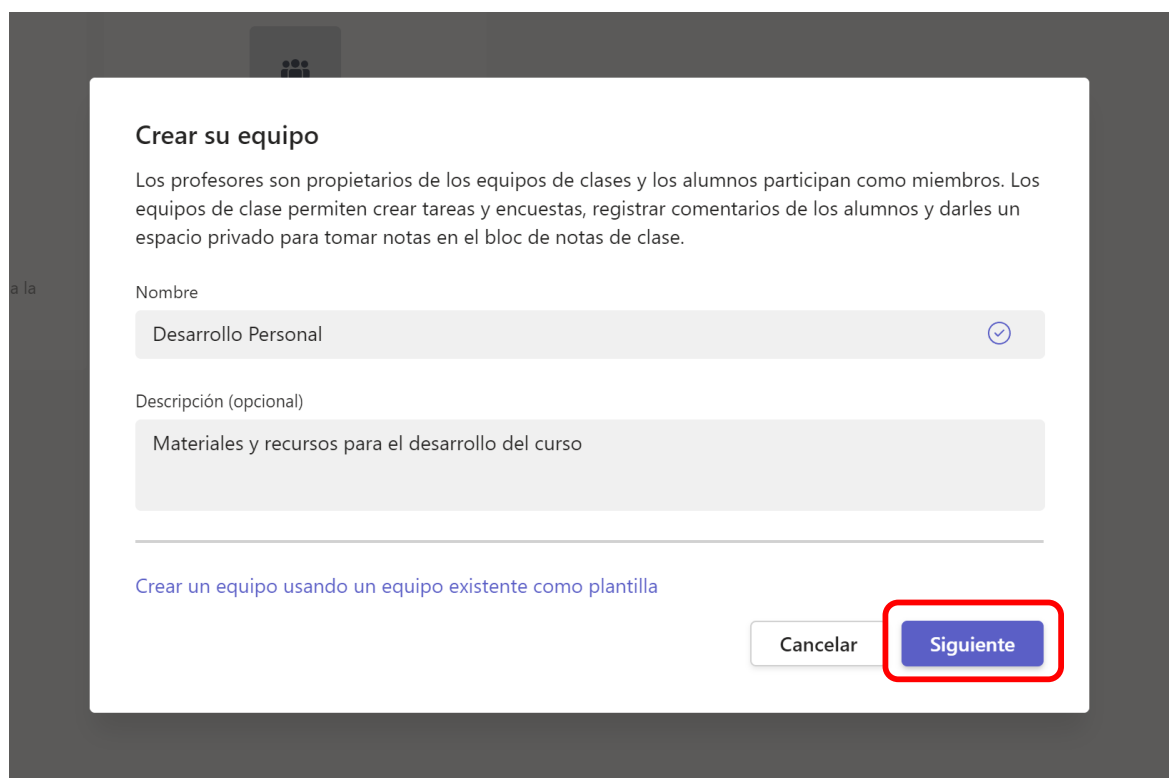 Crear su equipo
Los profesores son propietarios de los equipos de clases y los alumnos participan como miembros. Los
equipos de clase permiten crear tareas y encuestas, registrar comentarios de los alumnos y darles un
espacio privado para tomar notas en el bloc de notas de clase.
a la
Nombre
Desarrollo Personal
Descripción (opcional)
Materiales y recursos para el desarrollo del curso
Crear un equipo usando un equipo existente como plantilla
Cancelar Siguiente